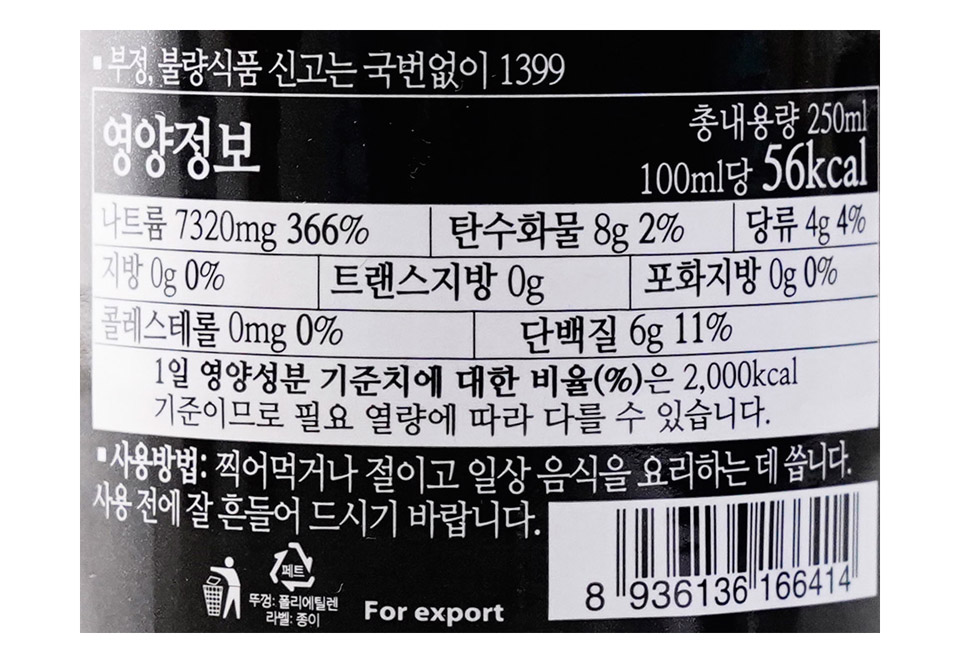 ▪부정, 불량식품 신고는 국번없이 1399
영양정보
총내용량 250ml
100ml당 56kcal
나트륨 7320mg 366% 탄수화물 8g 2% 당류 4g 4%
지방 0g 0% 트랜스지방 0g 포화지방 0g 0%
콜레스테롤 0mg 0% 단백질 6g 11%
1일 영양성분 기준치에 대한 비율(%)은 2,000kcal
기준이므로 필요 열량에 따라 다를 수 있습니다.
▪사용방법: 찍어먹거나 절이고 일상 음식을 요리하는 데 씁니다.
사용 전에 잘 흔들어 드시기 바랍니다.
페트
뚜껑: 폴리에틸렌
라벨: 종이
For export
8 936136 166414